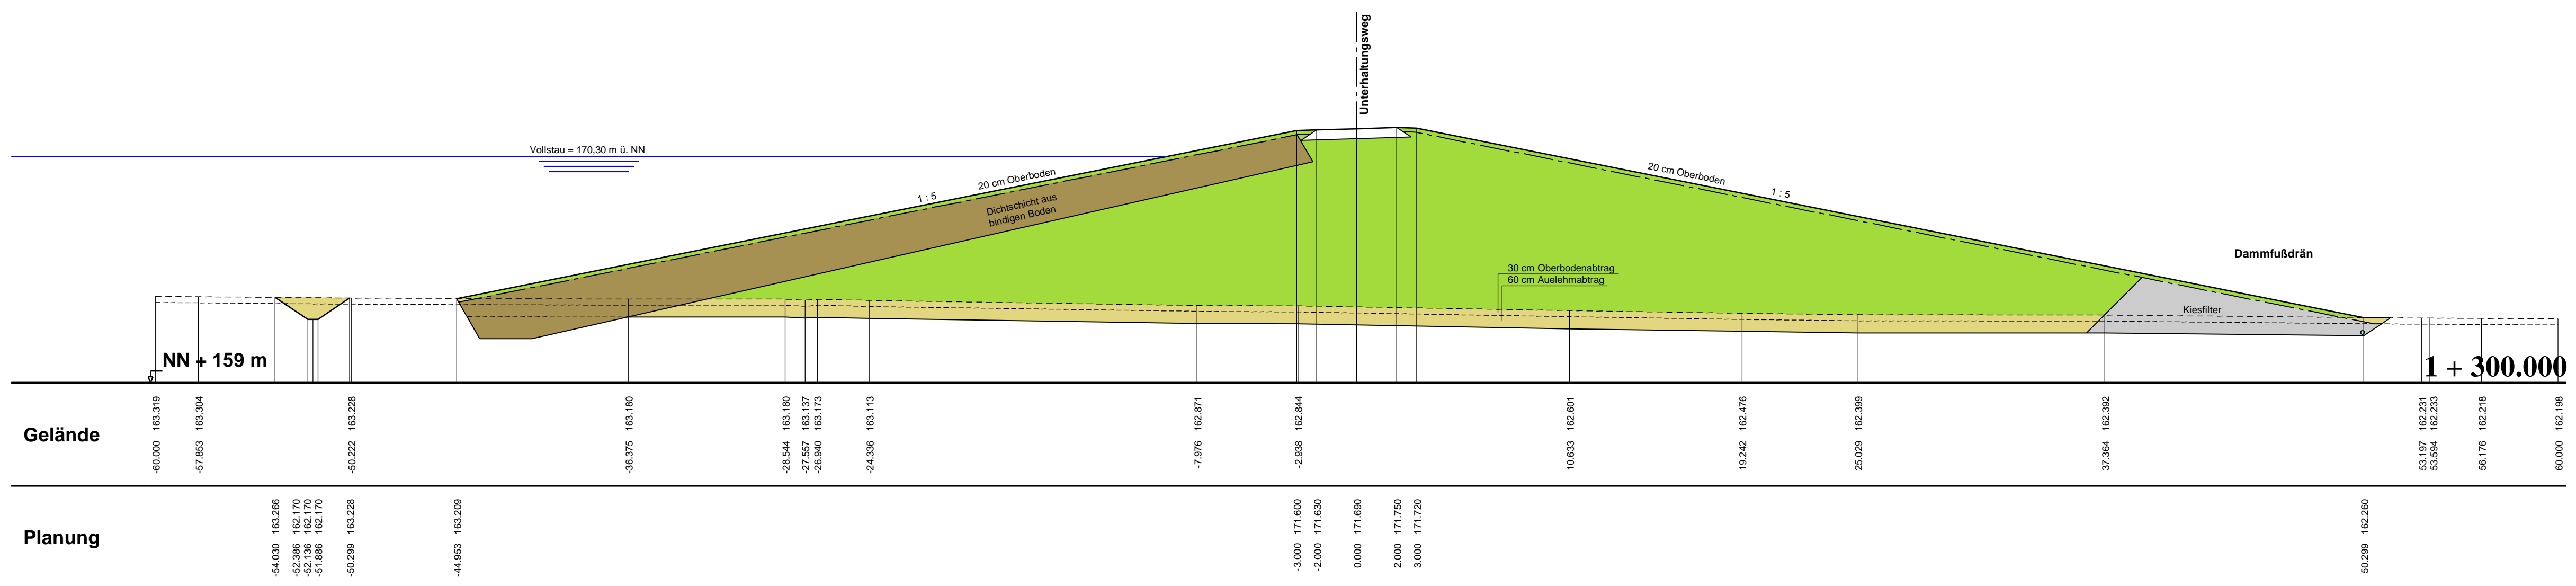 Unterhaltungsweg
Vollstau = 170,30 m ü. NN
20 cm Oberboden
1 : 5
Dichtschicht aus
bindigen Boden
20 cm Oberboden
1 : 5
Dammfußdrän
30 cm Oberbodenabtrag
60 cm Auelehmabtrag
Kiesfilter
NN + 159 m
1 + 300.000
Gelände
-60.000 163.319
-57.853 163.304
-50.222 163.228
-36.375 163.180
-28.544 163.180
-27.557 163.137
-26.940 163.173
-24.336 163.113
-7.976 162.871
-2.938 162.844
10.633 162.601
19.242 162.476
25.029 162.399
37.364 162.392
53.197 162.231
53.594 162.233
56.176 162.218
60.000 162.198
Planung
-54.030 163.266
-52.386 162.170
-52.136 162.170
-51.886 162.170
-50.299 163.228
-44.953 163.209
-3.000 171.600
-2.000 171.630
0.000 171.690
2.000 171.750
3.000 171.720
50.299 162.260